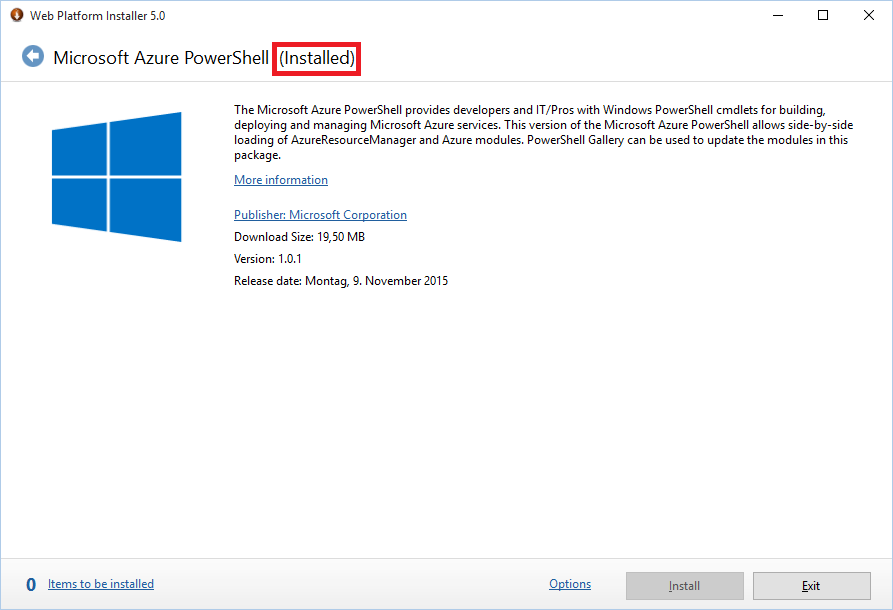 Web Platform Installer 5.0
Microsoft Azure PowerShell (Installed)
The Microsoft Azure PowerShell provides developers and IT/Pros with Windows PowerShell cmdlets for building,
deploying and managing Microsoft Azure services. This version of the Microsoft Azure PowerShell allows side-by-side
loading of AzureResourceManager and Azure modules. PowerShell Gallery can be used to update the modules in this
package.
More information
Publisher: Microsoft Corporation
Download Size: 19,50 MB
Version: 1.0.1
Release date: Montag, 9. November 2015
0 Items to be installed
Options
Install
Exit